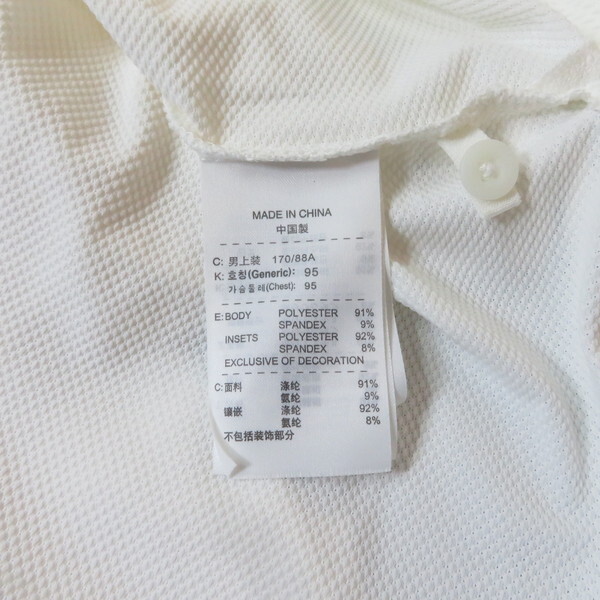 MADE IN CHINA
中国製
C: 男上装 170/88A
K: 호칭(Generic): 95
가슴둘레(Chest): 95
E: BODY POLYESTER 91%
SPANDEX 9%
INSETS POLYESTER 92%
SPANDEX 8%
EXCLUSIVE OF DECORATION
C: 面料 涤纶 91%
氨纶 9%
镶嵌 涤纶 92%
氨纶 8%
不包括装饰部分